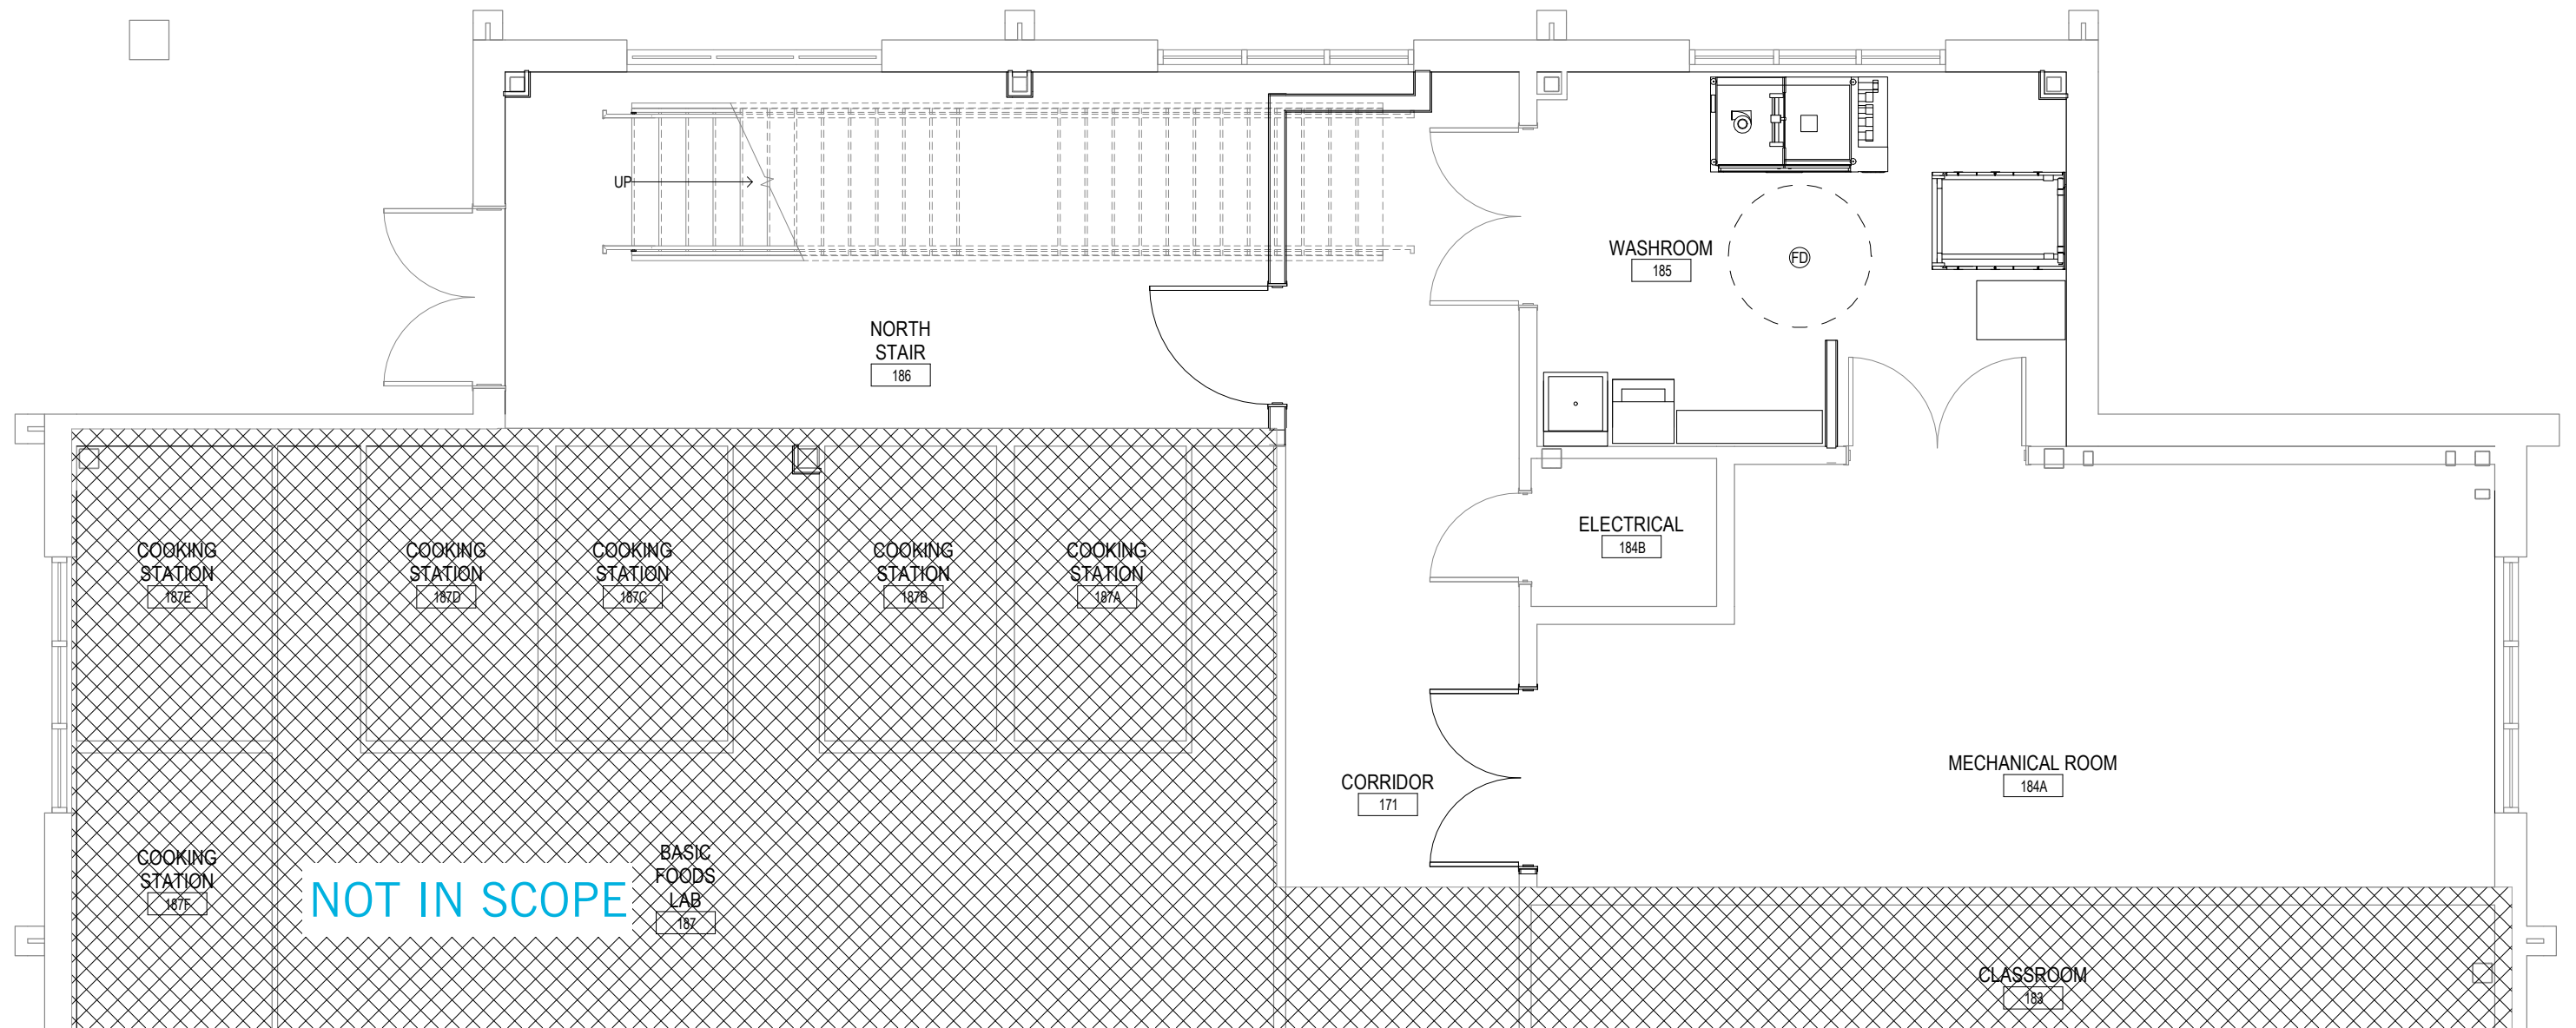 UP
WASHROOM
185
FD
NORTH
STAIR
186
ELECTRICAL
184B
COOKING
STATION
187E
COOKING
STATION
187D
COOKING
STATION
187C
COOKING
STATION
187B
COOKING
STATION
187A
MECHANICAL ROOM
184A
CORRIDOR
171
COOKING
STATION
187F
NOT IN SCOPE
BASIC
FOODS
LAB
187
CLASSROOM
183